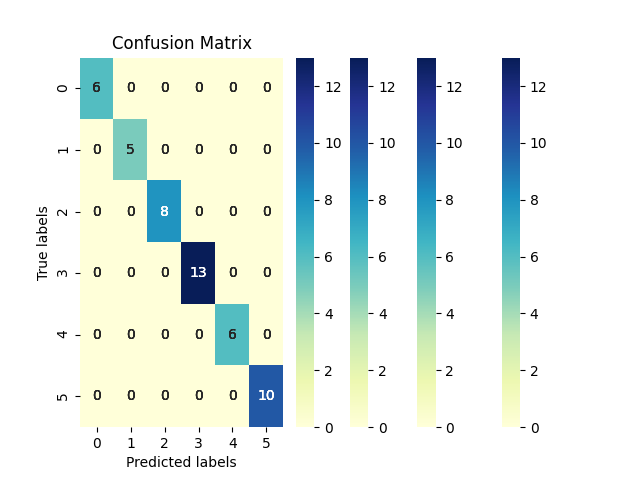 Confusion Matrix
0 6 0 0 0 0 0
1 0 5 0 0 0 0
2 0 0 8 0 0 0
3 0 0 0 13 0 0
4 0 0 0 0 6 0
5 0 0 0 0 0 10
0 1 2 3 4 5
True labels
Predicted labels
12 12 12 12
10 10 10 10
8 8 8 8
6 6 6 6
4 4 4 4
2 2 2 2
0 0 0 0